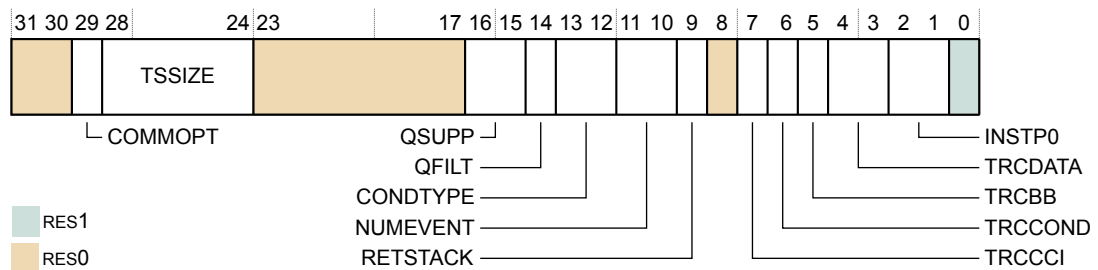 31 30 29 28 24 23 17 16 15 14 13 12 11 10 9 8 7 6 5 4 3 2 1 0
TSSIZE
COMMOPT QSUPP INSTP0
QFILT TRCDATA
CONDTYPE TRCBB
RES1 NUMEVENT TRCCOND
RES0 RETSTACK TRCCCI